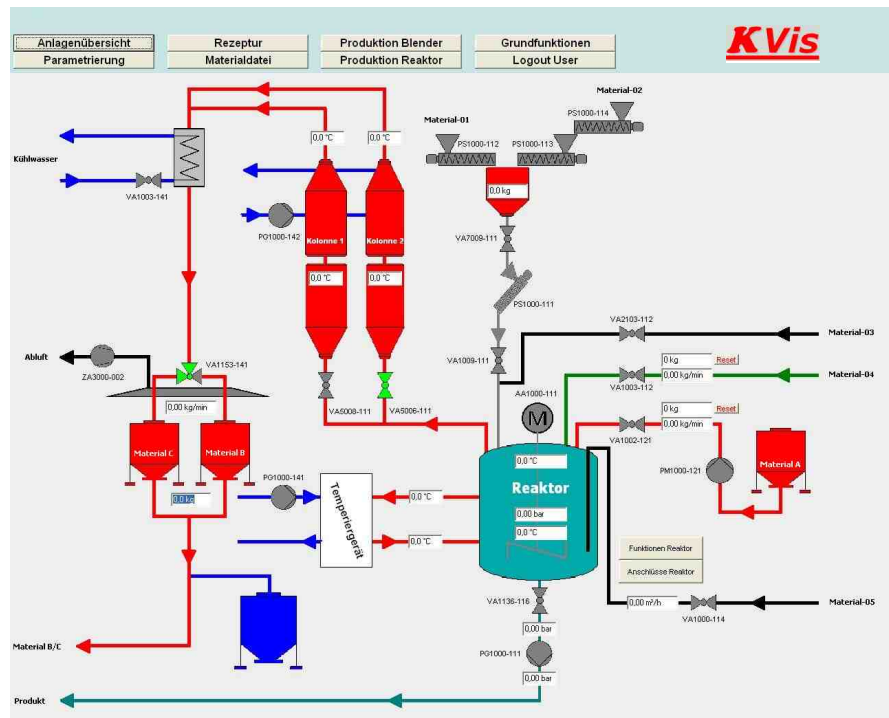 Anlagenübersicht
Rezeptur
Produktion Blender
Grundfunktionen
Parametrierung
Materialdatei
Produktion Reaktor
Logout User
KVis
Material-02
PS1000-114
Material-01
PS1000-112
PS1000-113
0,0 °C
0,0 °C
Kühlwasser
VA1003-141
0,0 kg
PG1000-142
Kolonne 1
Kolonne 2
VA7009-111
0,0 °C
0,0 °C
PS1000-111
VA2103-112
Material-03
Abluft
ZA3000-002
VA1153-141
VA1009-111
0 kg
Reset
Material-04
VA1003-112
0,00 kg/min
AA1000-111
M
0,00 kg/min
VA5008-111
VA5006-111
0 kg
Reset
VA1002-121
0,00 kg/min
Material C
Material B
0,0 °C
PM1000-121
Material A
PG1000-141
Reaktor
0,0 kg
Temperiergerät
0,0 °C
0,00 bar
0,0 °C
0,0 °C
Funktionen Reaktor
Anschlüsse Reaktor
VA1136-116
0,00 m³/h
VA1000-114
Material-05
0,00 bar
Material B/C
PG1000-111
0,00 bar
Produkt